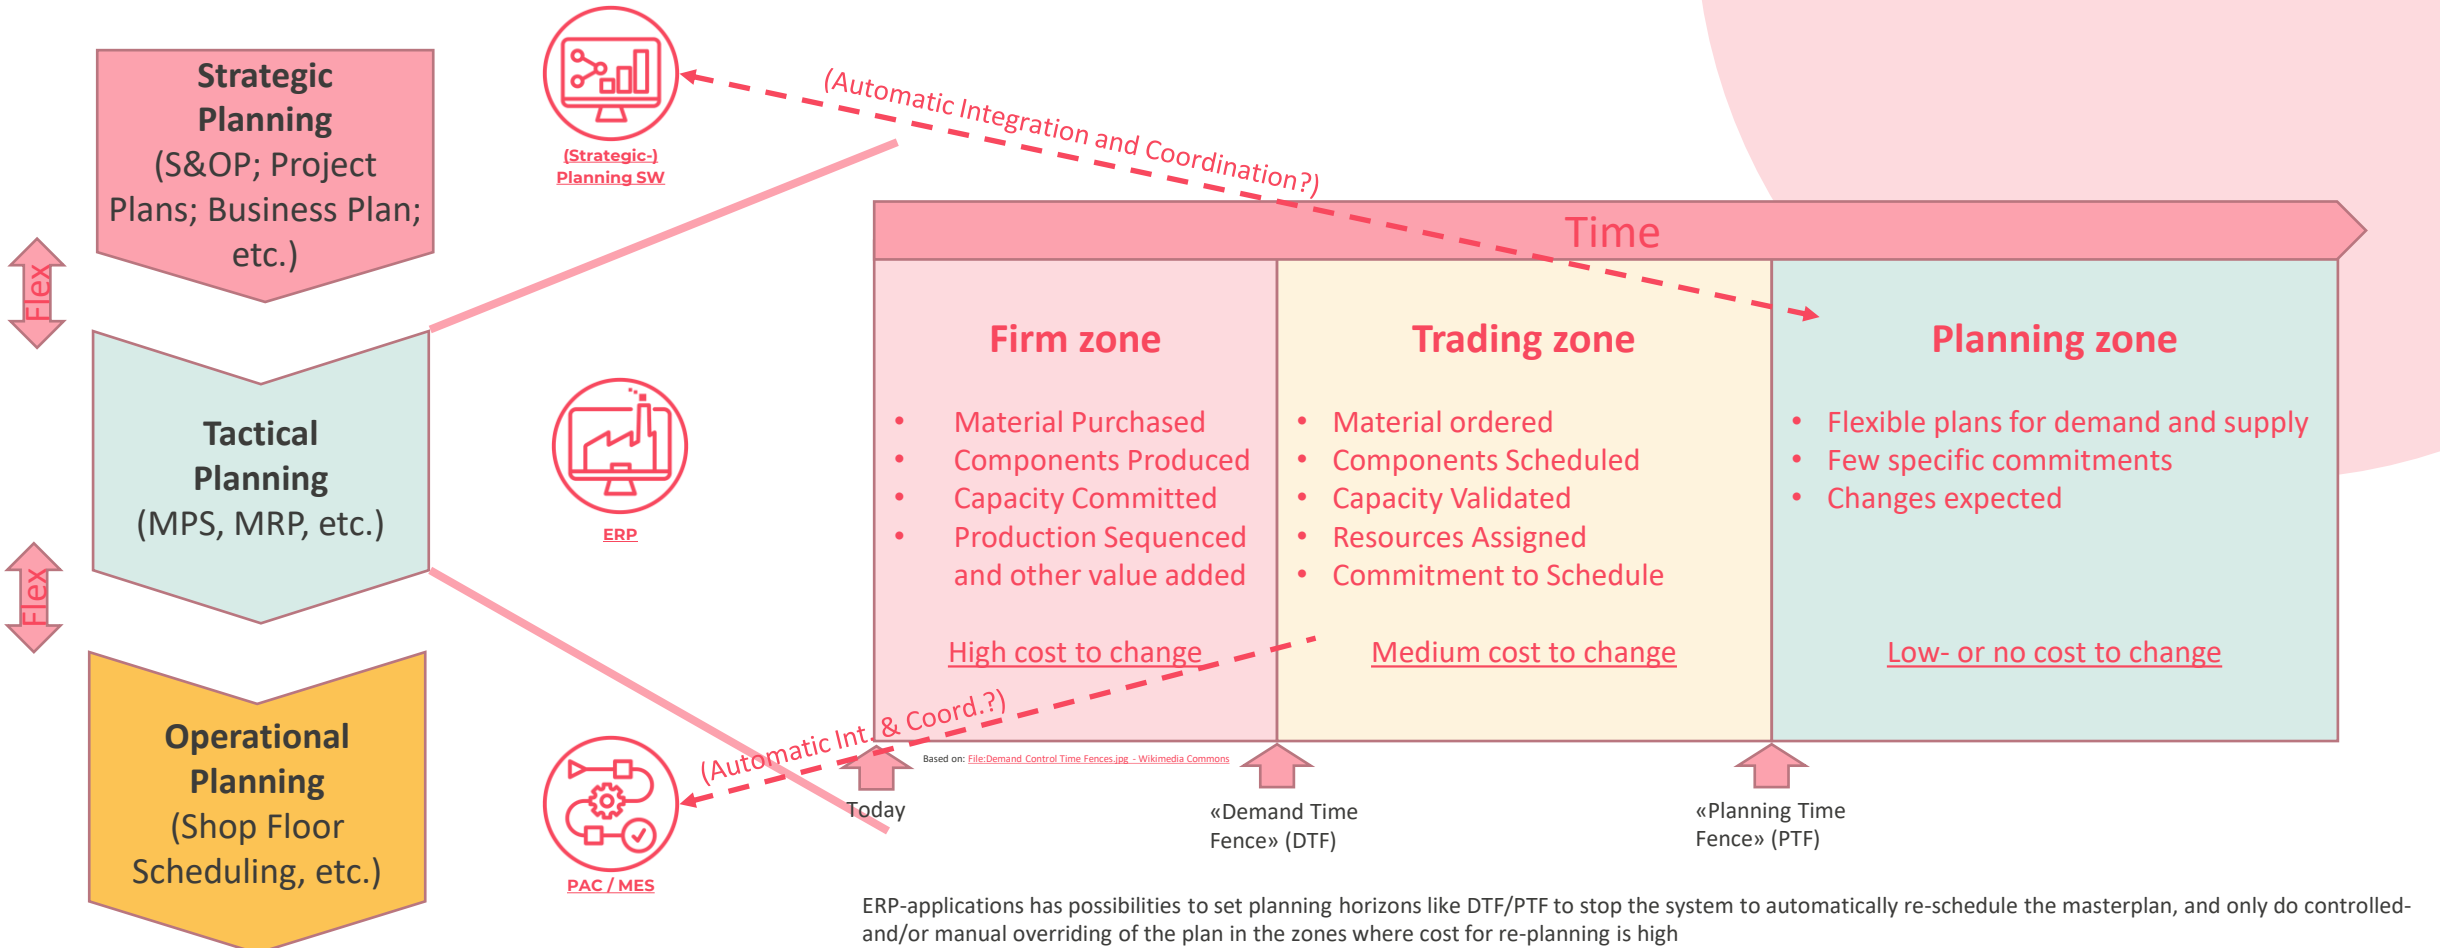 Strategic
Planning
(S&OP; Project
Plans; Business Plan;
etc.)
Flex
Tactical
Planning
(MPS, MRP, etc.)
Flex
Operational
Planning
(Shop Floor
Scheduling, etc.)
(Strategic-)
Planning SW
ERP
PAC / MES
(Automatic Integration and Coordination?)
(Automatic Int. & Coord.?)
Time
Firm zone
• Material Purchased
• Components Produced
• Capacity Committed
• Production Sequenced
and other value added
High cost to change
Trading zone
• Material ordered
• Components Scheduled
• Capacity Validated
• Resources Assigned
• Commitment to Schedule
Medium cost to change
Planning zone
• Flexible plans for demand and supply
• Few specific commitments
• Changes expected
Low- or no cost to change
Based on: File:Demand Control Time Fences.jpg - Wikimedia Commons
Today
«Demand Time
Fence» (DTF)
«Planning Time
Fence» (PTF)
ERP-applications has possibilities to set planning horizons like DTF/PTF to stop the system to automatically re-schedule the masterplan, and only do controlled-
and/or manual overriding of the plan in the zones where cost for re-planning is high